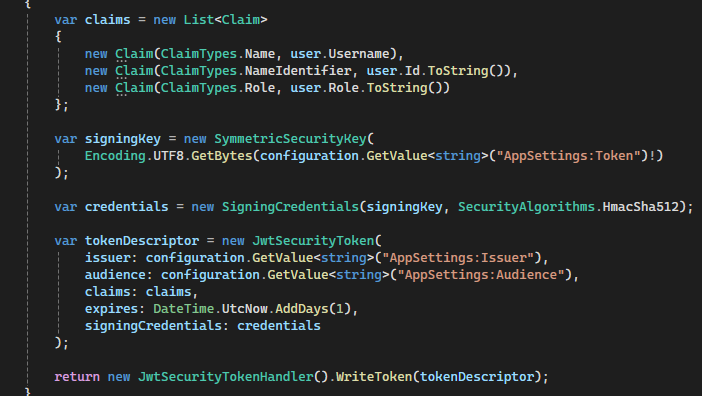 {
var claims = new List<Claim>
{
new Claim(ClaimTypes.Name, user.Username),
new Claim(ClaimTypes.NameIdentifier, user.Id.ToString()),
new Claim(ClaimTypes.Role, user.Role.ToString())
};
var signingKey = new SymmetricSecurityKey(
Encoding.UTF8.GetBytes(configuration.GetValue<string>("AppSettings:Token")!)
);
var credentials = new SigningCredentials(signingKey, SecurityAlgorithms.HmacSha512);
var tokenDescriptor = new JwtSecurityToken(
issuer: configuration.GetValue<string>("AppSettings:Issuer"),
audience: configuration.GetValue<string>("AppSettings:Audience"),
claims: claims,
expires: DateTime.UtcNow.AddDays(1),
signingCredentials: credentials
);
return new JwtSecurityTokenHandler().WriteToken(tokenDescriptor);
}